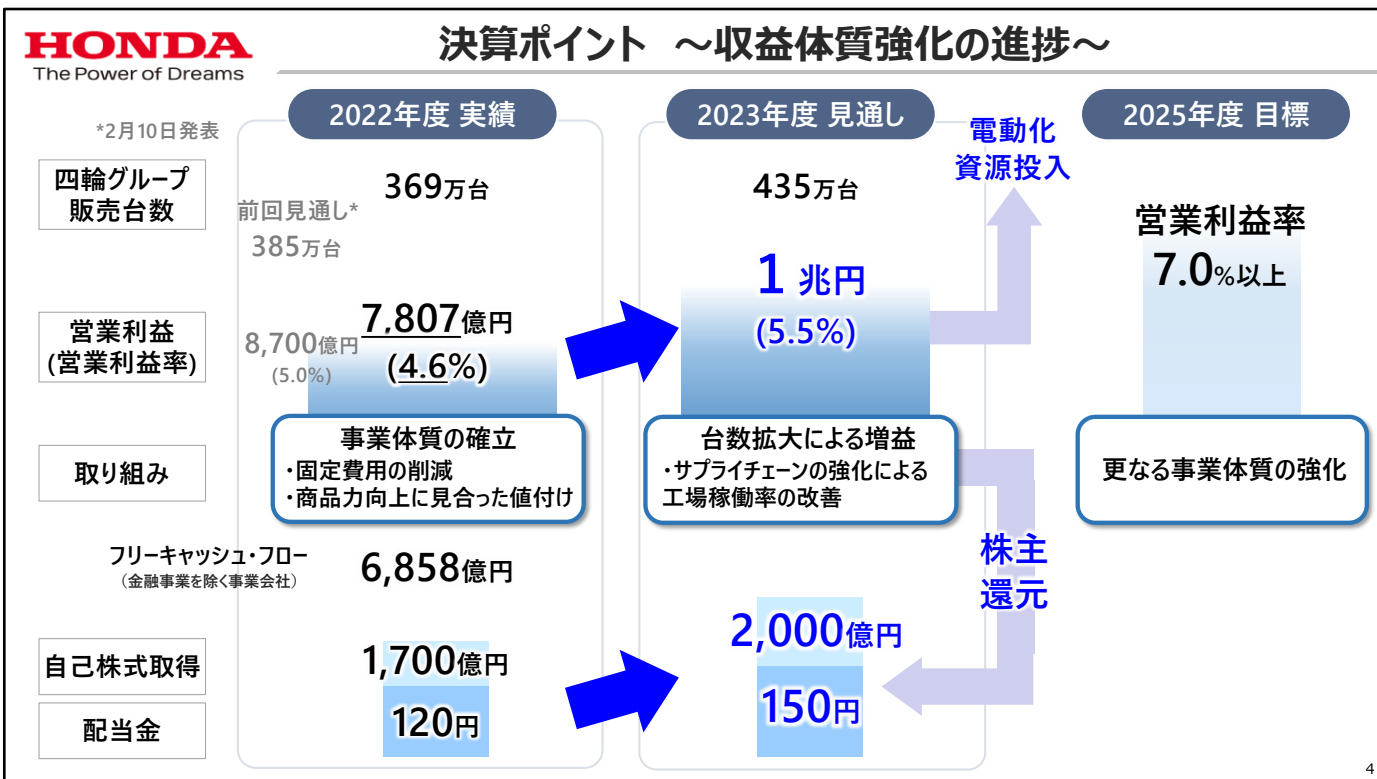 HONDA
The Power of Dreams
決算ポイント ～収益体質強化の進捗～
*2月10日発表
2022年度 実績
2023年度 見通し
2025年度 目標
電動化
資源投入
四輪グループ
販売台数
369万台
前回見通し*
385万台
435万台
営業利益率
7.0%以上
営業利益
(営業利益率)
7,807億円
(4.6%)
8,700億円
(5.0%)
1 兆円
(5.5%)
取り組み
事業体質の確立
・固定費用の削減
・商品力向上に見合った値付け
台数拡大による増益
・サプライチェーンの強化による
工場稼働率の改善
更なる事業体質の強化
フリーキャッシュ・フロー
（金融事業を除く事業会社）
6,858億円
株主
還元
自己株式取得
1,700億円
2,000億円
配当金
120円
150円
4